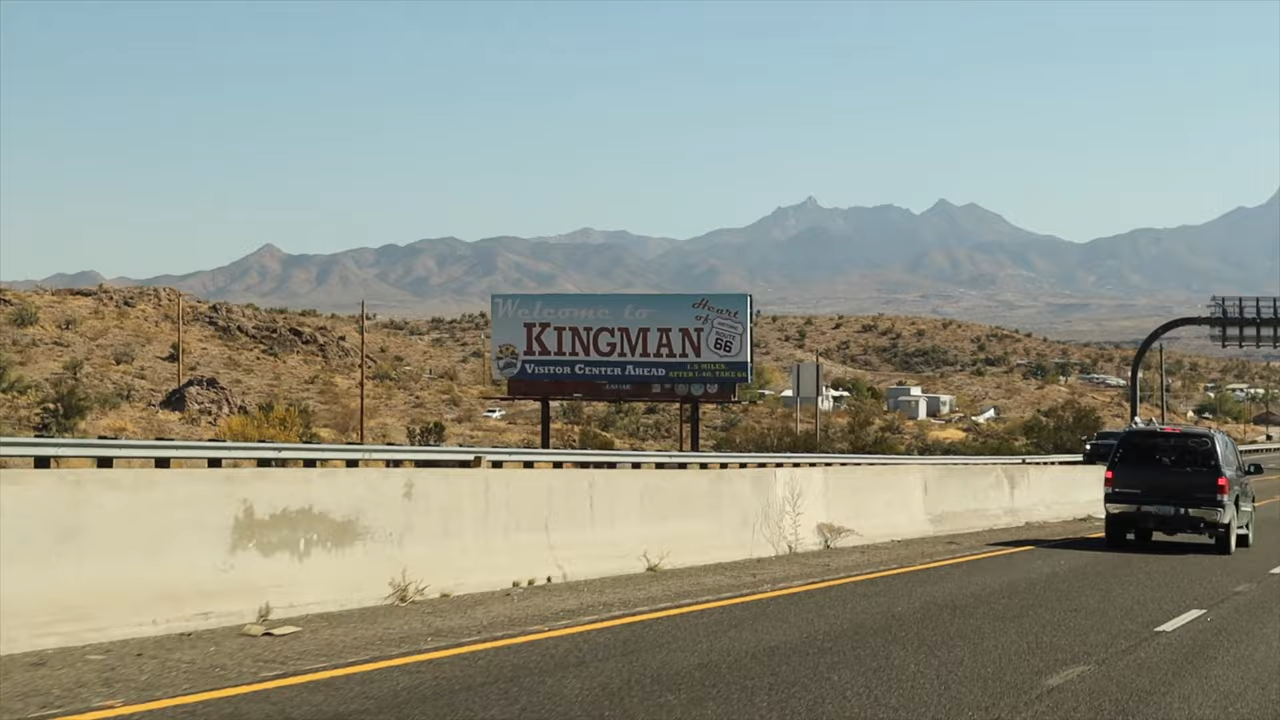 Welcome to
Heart
of
KINGMAN
HISTORIC
ROUTE
66
VISITOR CENTER AHEAD
1.5 MILES,
AFTER I-40, TAKE 66